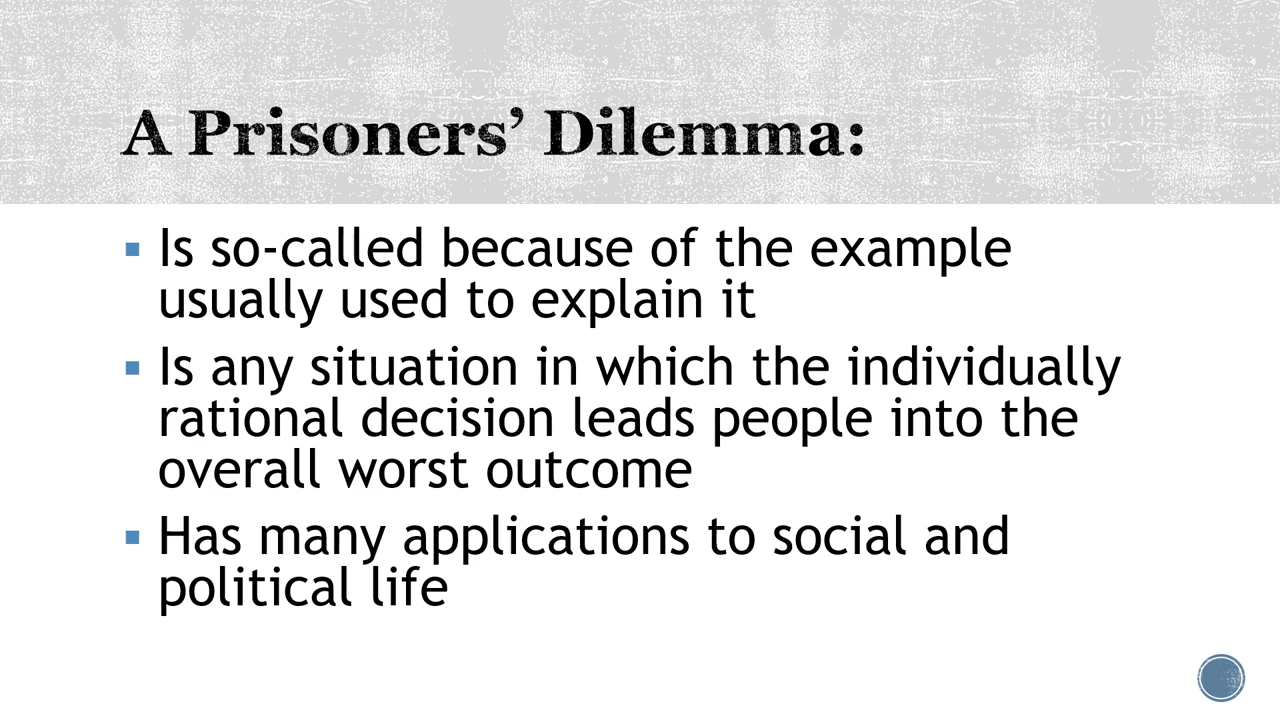 A Prisoners’ Dilemma:
▪ Is so-called because of the example
usually used to explain it
▪ Is any situation in which the individually
rational decision leads people into the
overall worst outcome
▪ Has many applications to social and
political life